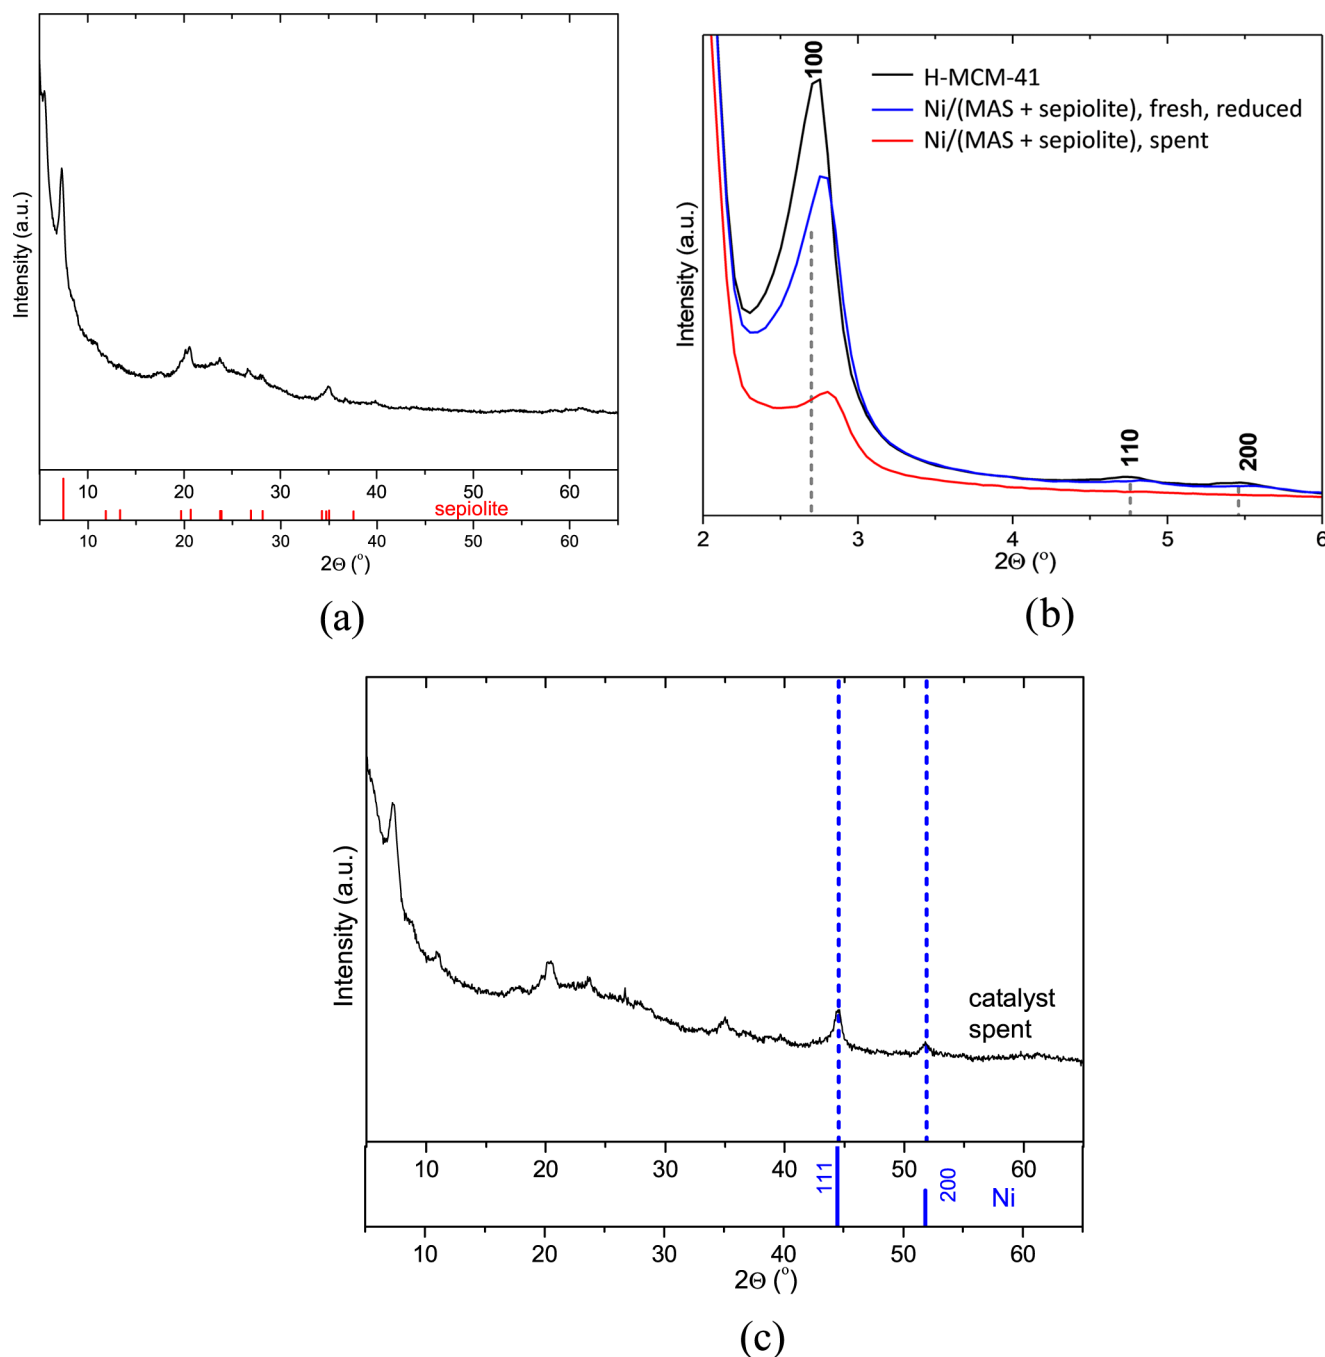 Intensity (a.u.)
10 20 30 40 50 60
sepiolite
10 20 30 40 50 60
2Θ (°)
(a)
Intensity (a.u.)
100
H-MCM-41
Ni/(MAS + sepiolite), fresh, reduced
Ni/(MAS + sepiolite), spent
110
200
2 3 4 5 6
2Θ (°)
(b)
Intensity (a.u.)
catalyst
spent
10 20 30 40 50 60
111
200
Ni
10 20 30 40 50 60
2Θ (°)
(c)